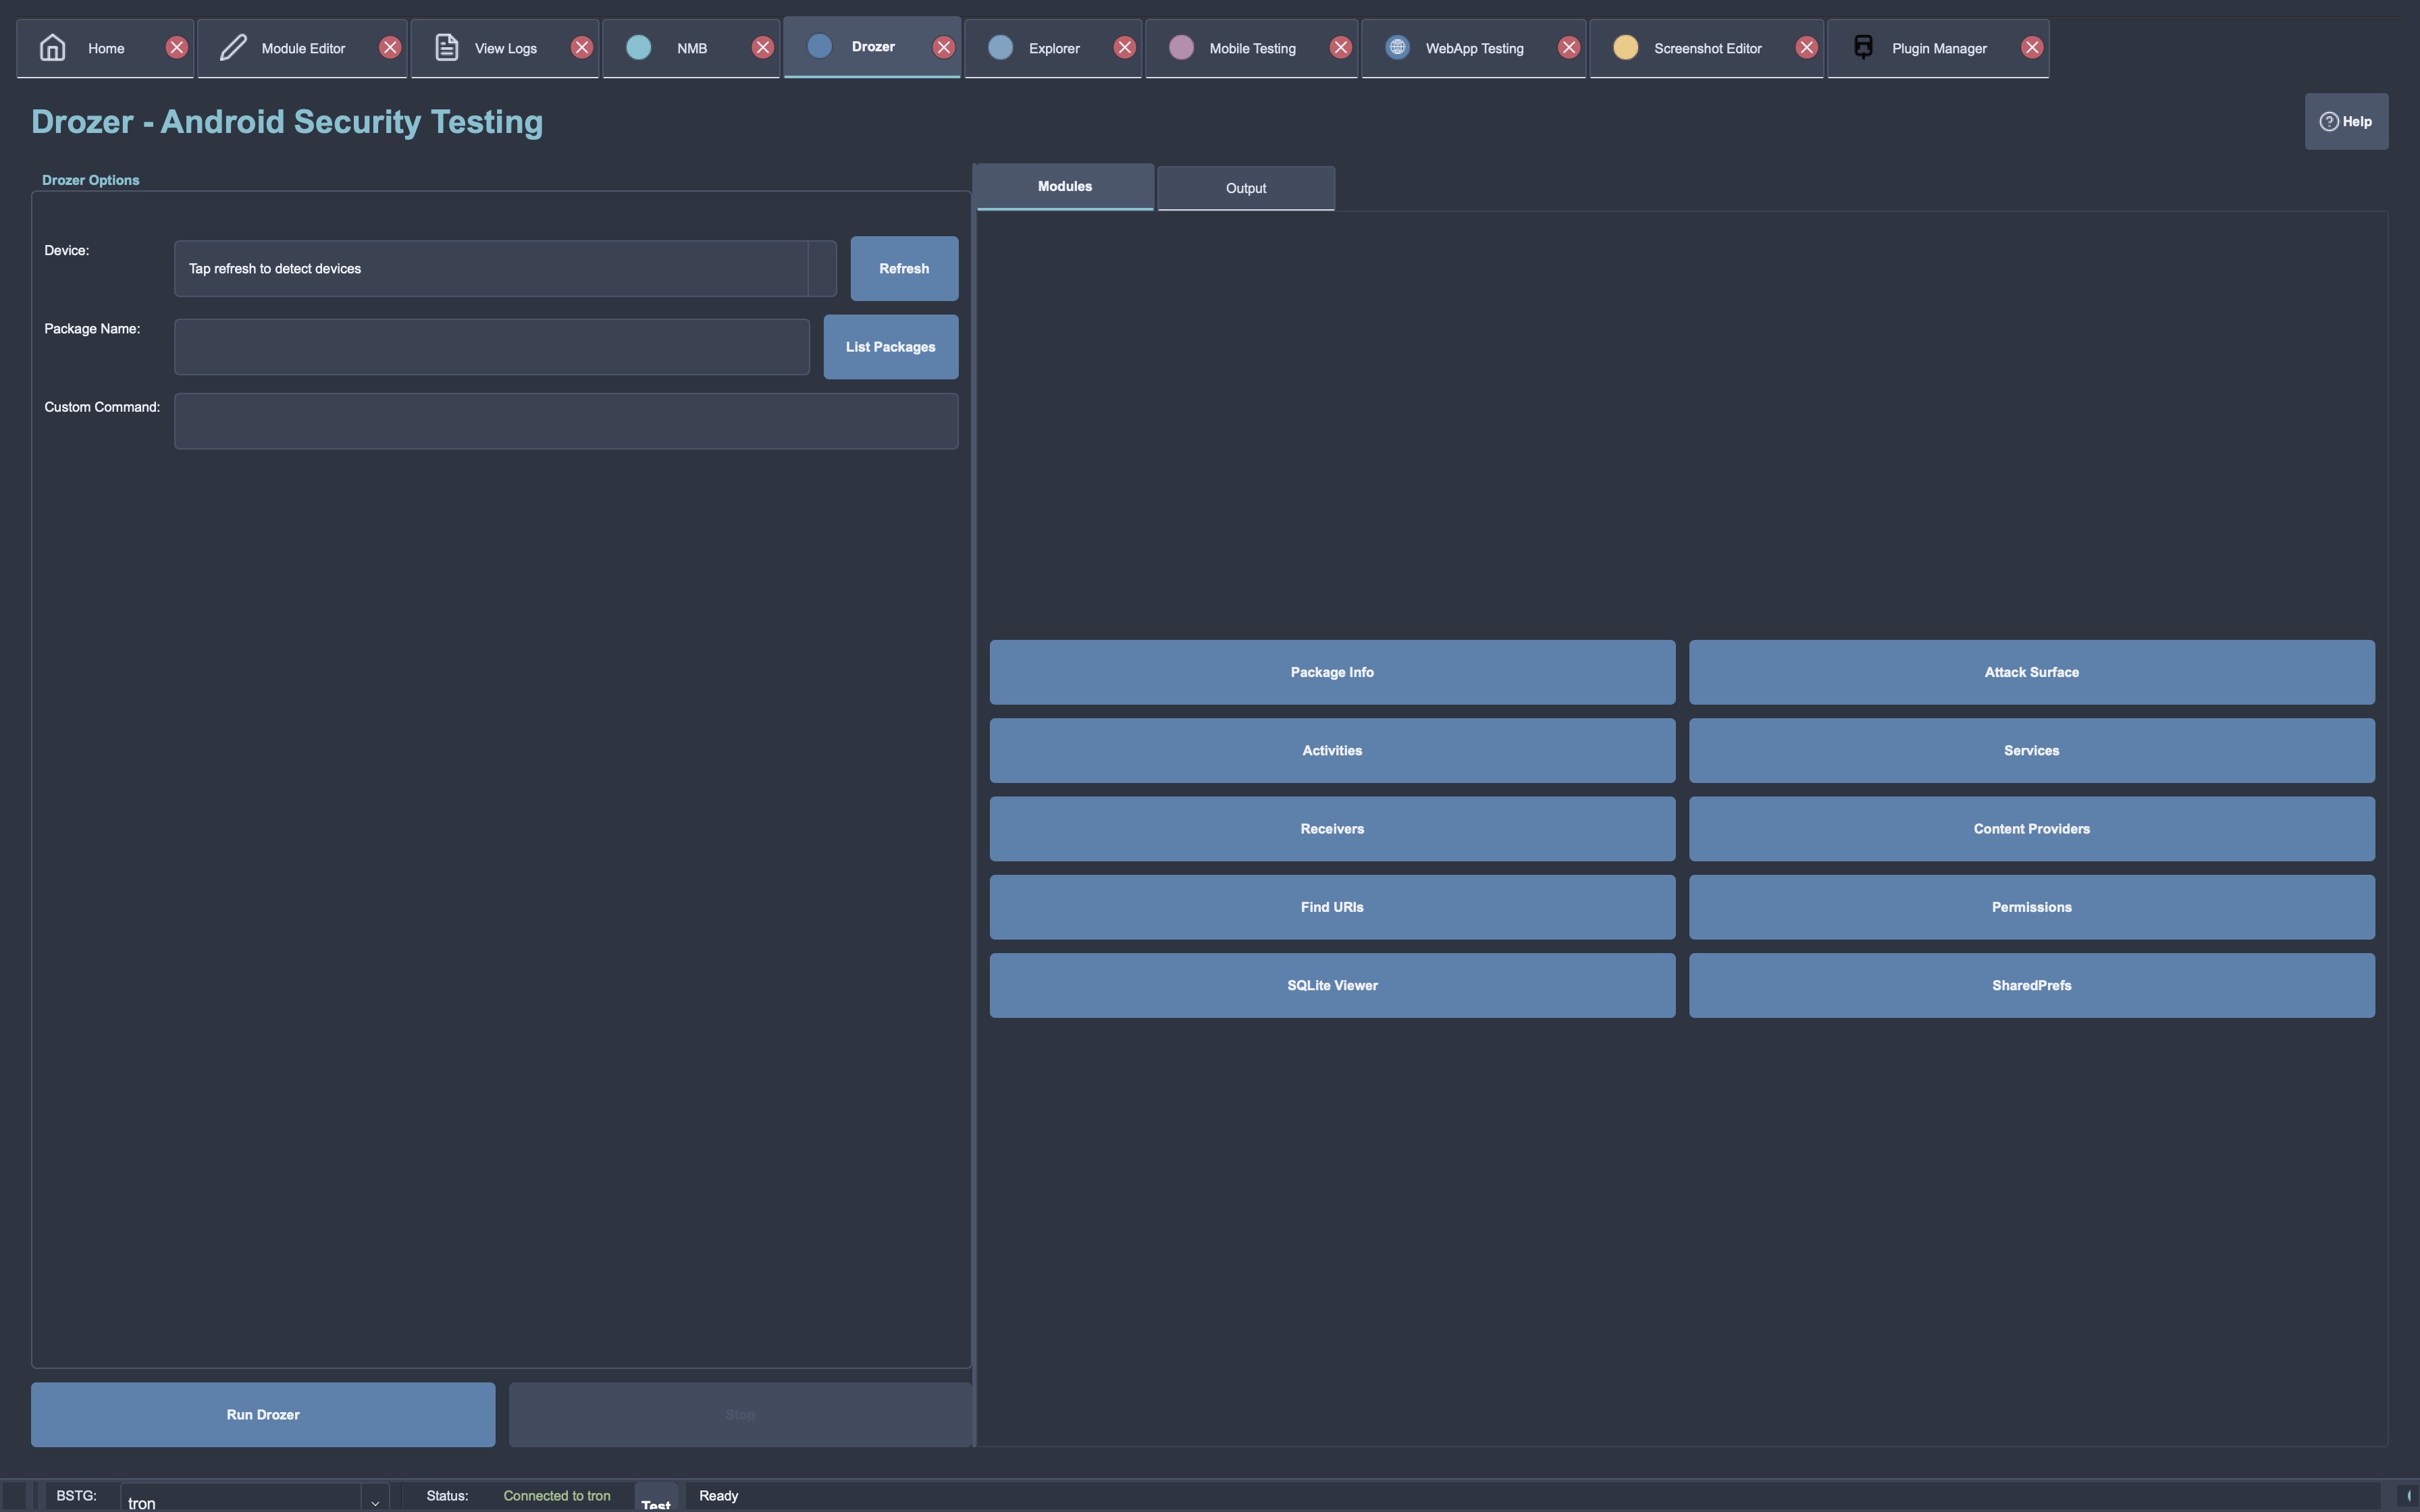 Home
Module Editor
View Logs
NMB
Drozer
Explorer
Mobile Testing
WebApp Testing
Screenshot Editor
Plugin Manager
Drozer - Android Security Testing
Help
Drozer Options
Device:
Tap refresh to detect devices
Refresh
Package Name:
List Packages
Custom Command:
Modules
Output
Package Info
Attack Surface
Activities
Services
Receivers
Content Providers
Find URIs
Permissions
SQLite Viewer
SharedPrefs
Run Drozer
Stop
BSTG:
tron
Status:
Connected to tron
Test
Ready